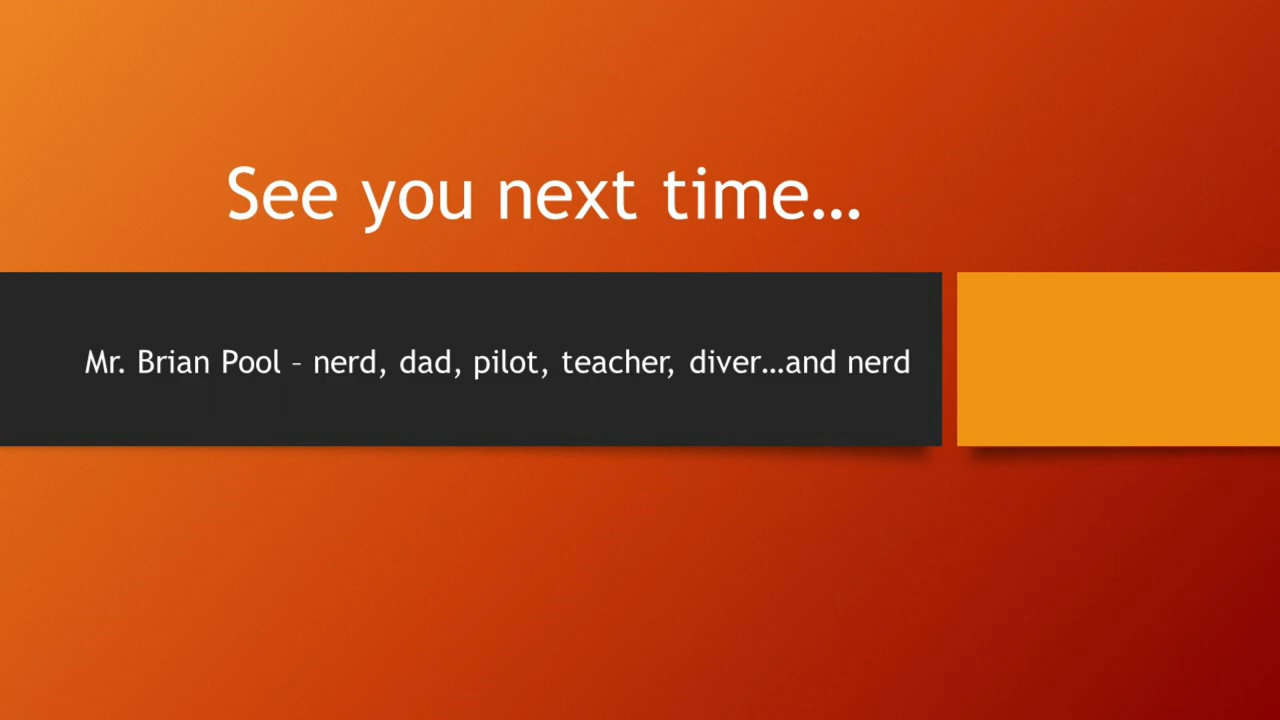 See you next time…
Mr. Brian Pool – nerd, dad, pilot, teacher, diver…and nerd